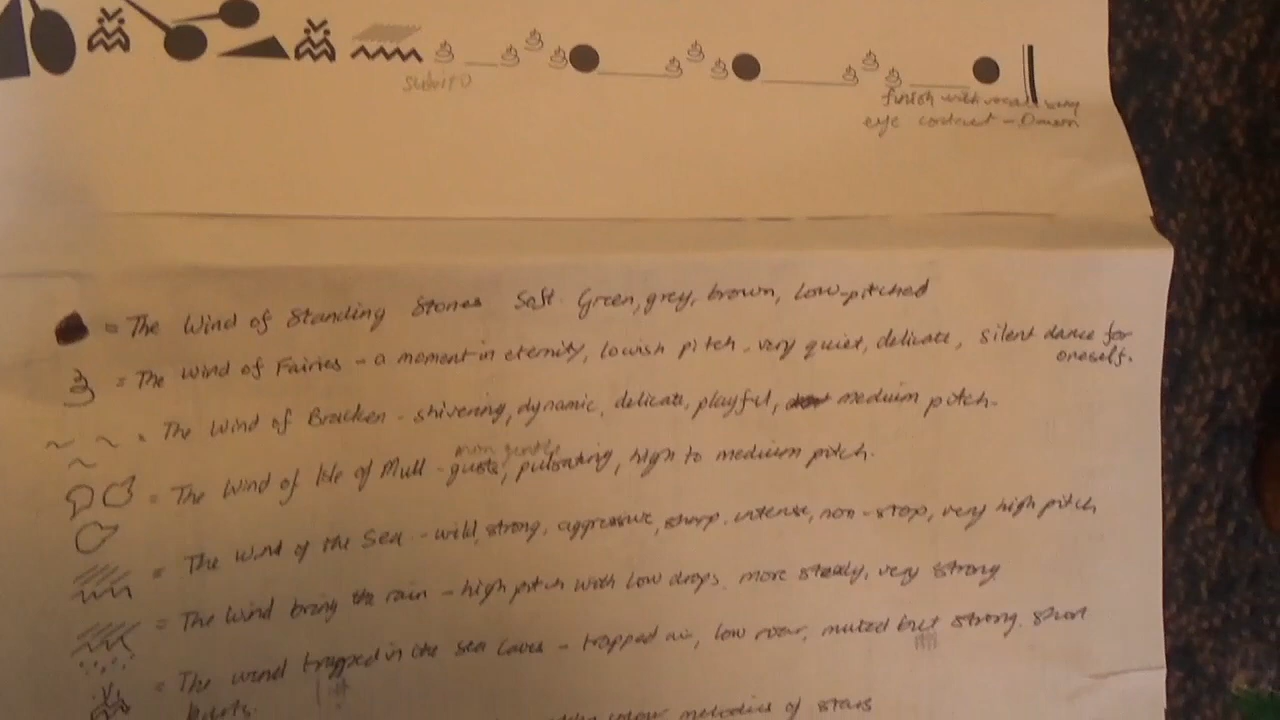 subito
finish with vocal
eye contact -
= The Wind of Standing Stones Soft. Green, grey, brown, low-pitched
= The Wind of Fairies - a moment in eternity, lowish pitch, very quiet, delicate, silent dance for
oneself.
= The Wind of Bracken - shivering, dynamic, delicate, playful, medium pitch.
more gentle
= The Wind of Isle of Mull - gusts, pulsating, high to medium pitch.
= The Wind of the Sea - wild, strong, aggressive, sharp, intense, non-stop, very high pitch
= The Wind bring the rain - high pitch with low drops, more steady, very strong
= The Wind trapped in the Sea Caves - trapped air, low roar, muted but strong. Short
melodies of stars